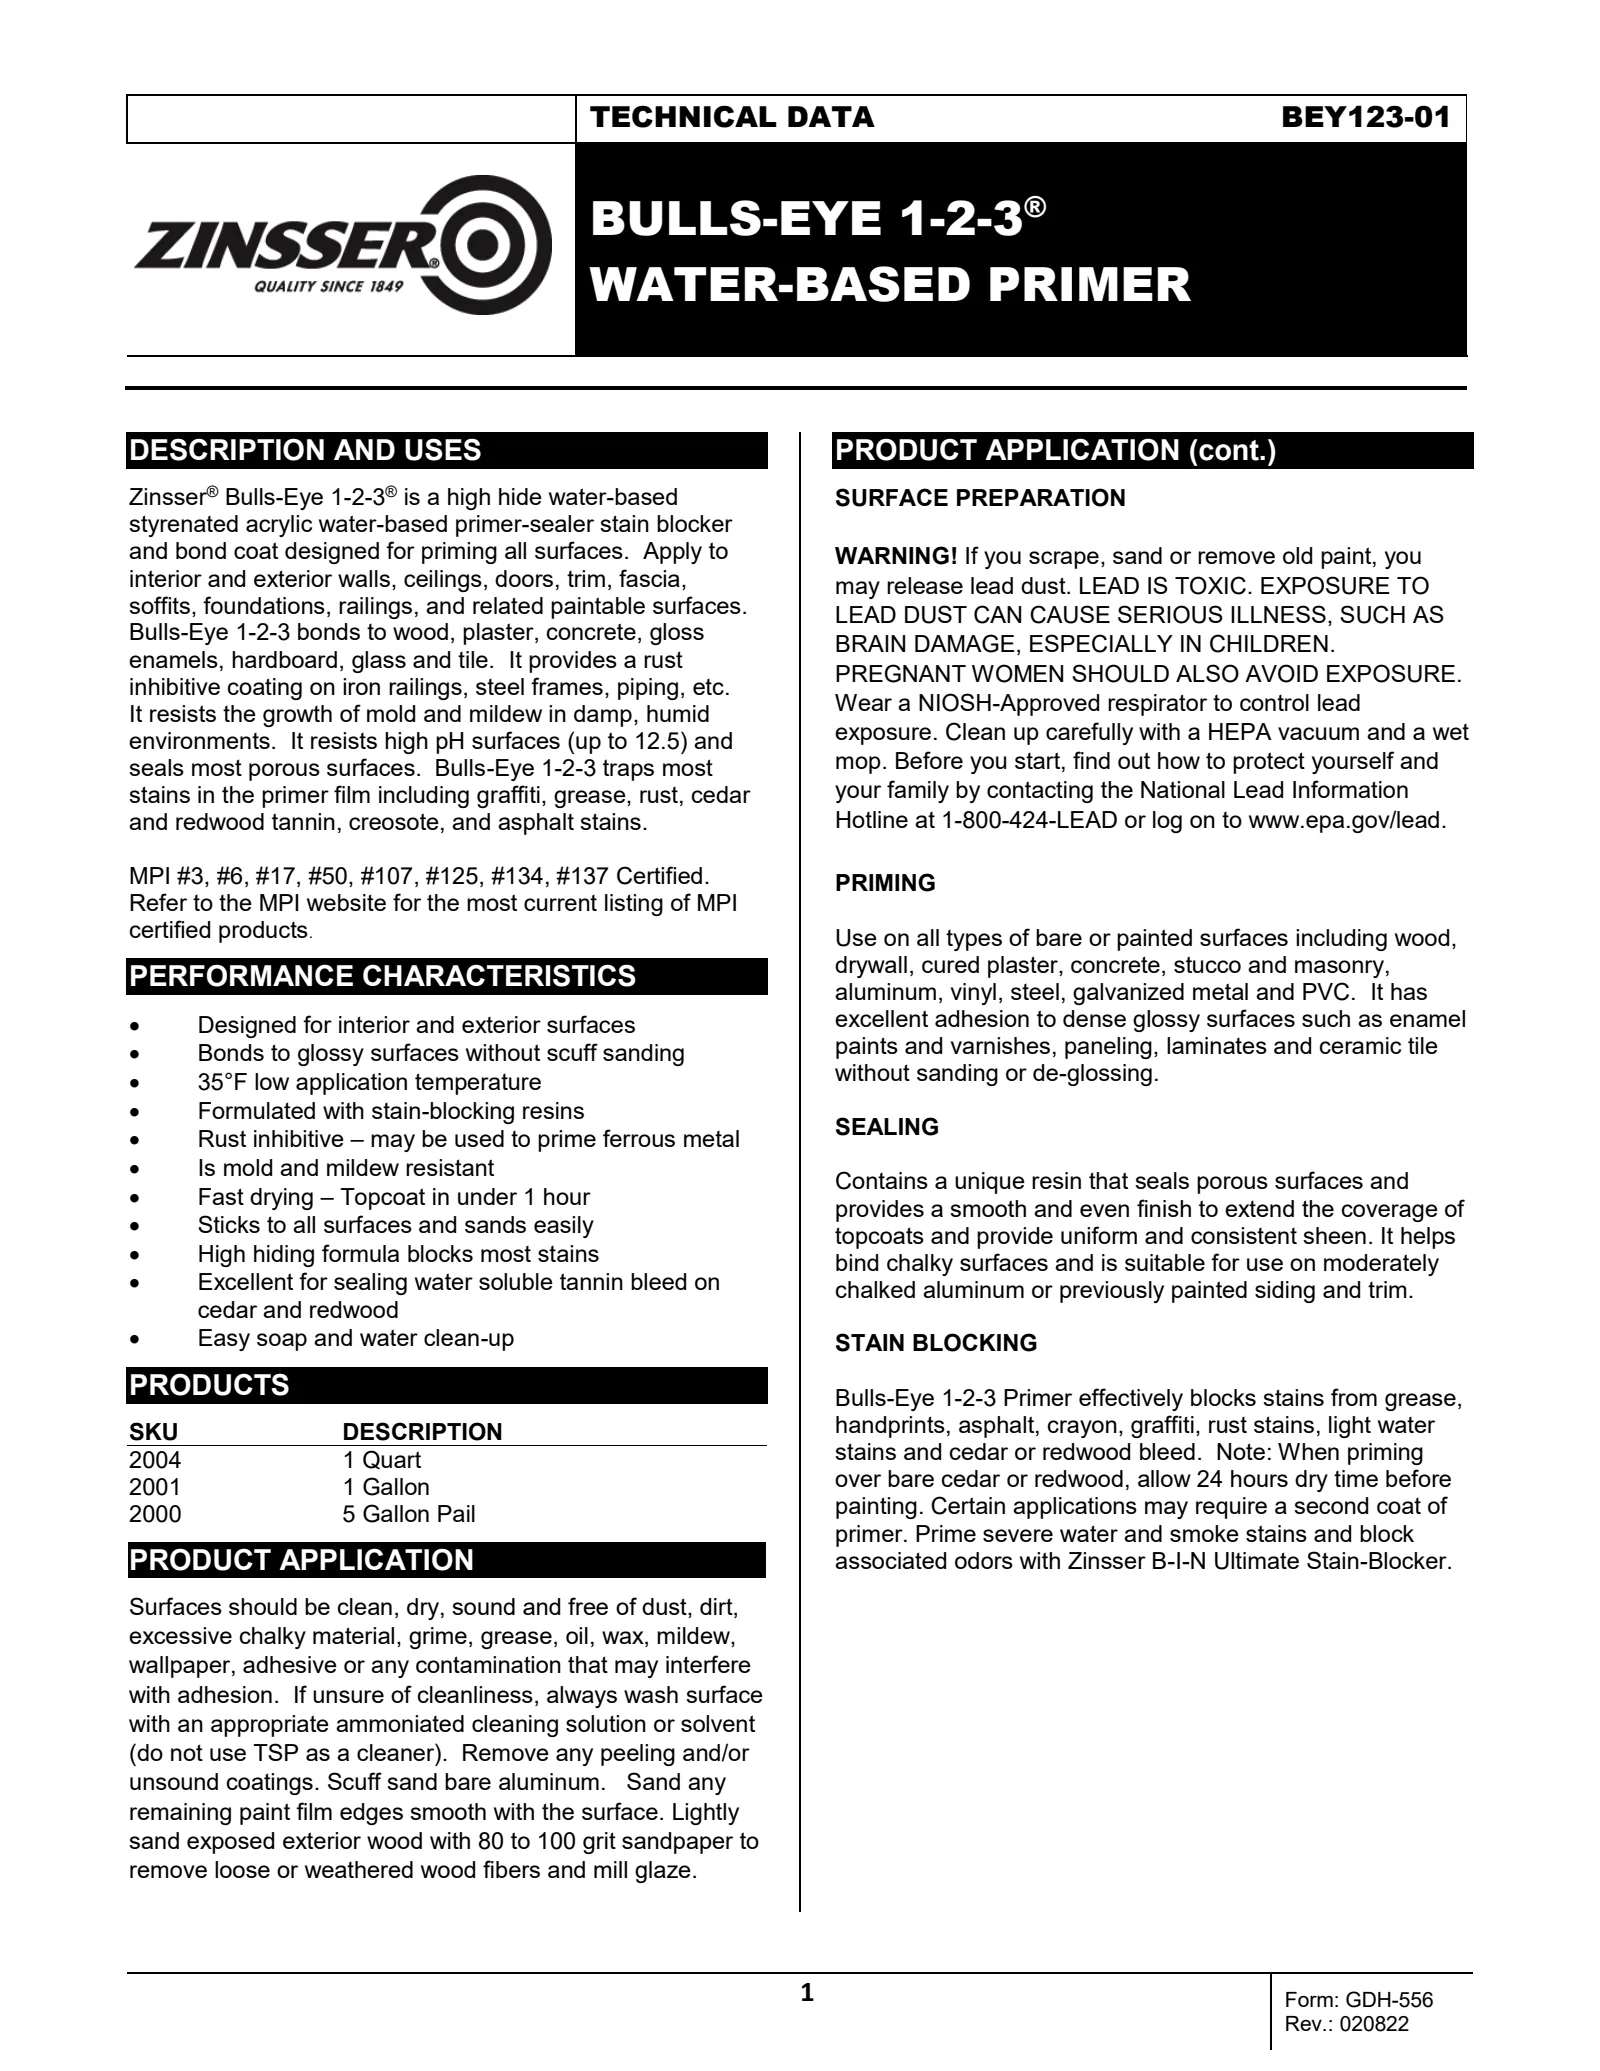 TECHNICAL DATA BEY123-01
ZINSSER®
QUALITY SINCE 1849
BULLS-EYE 1-2-3®
WATER-BASED PRIMER
DESCRIPTION AND USES
Zinsser® Bulls-Eye 1-2-3® is a high hide water-based
styrenated acrylic water-based primer-sealer stain blocker
and bond coat designed for priming all surfaces.  Apply to
interior and exterior walls, ceilings, doors, trim, fascia,
soffits, foundations, railings, and related paintable surfaces.
Bulls-Eye 1-2-3 bonds to wood, plaster, concrete, gloss
enamels, hardboard, glass and tile.  It provides a rust
inhibitive coating on iron railings, steel frames, piping, etc.
It resists the growth of mold and mildew in damp, humid
environments.  It resists high pH surfaces (up to 12.5) and
seals most porous surfaces.  Bulls-Eye 1-2-3 traps most
stains in the primer film including graffiti, grease, rust, cedar
and redwood tannin, creosote, and asphalt stains.
MPI #3, #6, #17, #50, #107, #125, #134, #137 Certified.
Refer to the MPI website for the most current listing of MPI
certified products.
PERFORMANCE CHARACTERISTICS
• Designed for interior and exterior surfaces
• Bonds to glossy surfaces without scuff sanding
• 35°F low application temperature
• Formulated with stain-blocking resins
• Rust inhibitive – may be used to prime ferrous metal
• Is mold and mildew resistant
• Fast drying – Topcoat in under 1 hour
• Sticks to all surfaces and sands easily
• High hiding formula blocks most stains
• Excellent for sealing water soluble tannin bleed on
cedar and redwood
• Easy soap and water clean-up
PRODUCTS
SKU DESCRIPTION
2004 1 Quart
2001 1 Gallon
2000 5 Gallon Pail
PRODUCT APPLICATION
Surfaces should be clean, dry, sound and free of dust, dirt,
excessive chalky material, grime, grease, oil, wax, mildew,
wallpaper, adhesive or any contamination that may interfere
with adhesion.  If unsure of cleanliness, always wash surface
with an appropriate ammoniated cleaning solution or solvent
(do not use TSP as a cleaner).  Remove any peeling and/or
unsound coatings. Scuff sand bare aluminum.   Sand any
remaining paint film edges smooth with the surface. Lightly
sand exposed exterior wood with 80 to 100 grit sandpaper to
remove loose or weathered wood fibers and mill glaze.
PRODUCT APPLICATION (cont.)
SURFACE PREPARATION
WARNING! If you scrape, sand or remove old paint, you
may release lead dust. LEAD IS TOXIC. EXPOSURE TO
LEAD DUST CAN CAUSE SERIOUS ILLNESS, SUCH AS
BRAIN DAMAGE, ESPECIALLY IN CHILDREN.
PREGNANT WOMEN SHOULD ALSO AVOID EXPOSURE.
Wear a NIOSH-Approved respirator to control lead
exposure. Clean up carefully with a HEPA vacuum and a wet
mop. Before you start, find out how to protect yourself and
your family by contacting the National Lead Information
Hotline at 1-800-424-LEAD or log on to www.epa.gov/lead.
PRIMING
Use on all types of bare or painted surfaces including wood,
drywall, cured plaster, concrete, stucco and masonry,
aluminum, vinyl, steel, galvanized metal and PVC.  It has
excellent adhesion to dense glossy surfaces such as enamel
paints and varnishes, paneling, laminates and ceramic tile
without sanding or de-glossing.
SEALING
Contains a unique resin that seals porous surfaces and
provides a smooth and even finish to extend the coverage of
topcoats and provide uniform and consistent sheen. It helps
bind chalky surfaces and is suitable for use on moderately
chalked aluminum or previously painted siding and trim.
STAIN BLOCKING
Bulls-Eye 1-2-3 Primer effectively blocks stains from grease,
handprints, asphalt, crayon, graffiti, rust stains, light water
stains and cedar or redwood bleed.  Note: When priming
over bare cedar or redwood, allow 24 hours dry time before
painting. Certain applications may require a second coat of
primer. Prime severe water and smoke stains and block
associated odors with Zinsser B-I-N Ultimate Stain-Blocker.
1
Form: GDH-556
Rev.: 020822